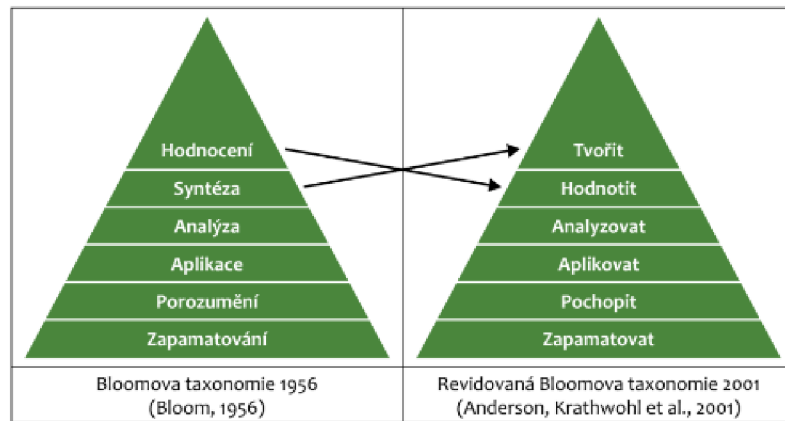 Hodnocení
Syntéza
Analýza
Aplikace
Porozumění
Zapamatování
Bloomova taxonomie 1956
(Bloom, 1956)
Tvořit
Hodnotit
Analyzovat
Aplikovat
Pochopit
Zapamatovat
Revidovaná Bloomova taxonomie 2001
(Anderson, Krathwohl et al., 2001)